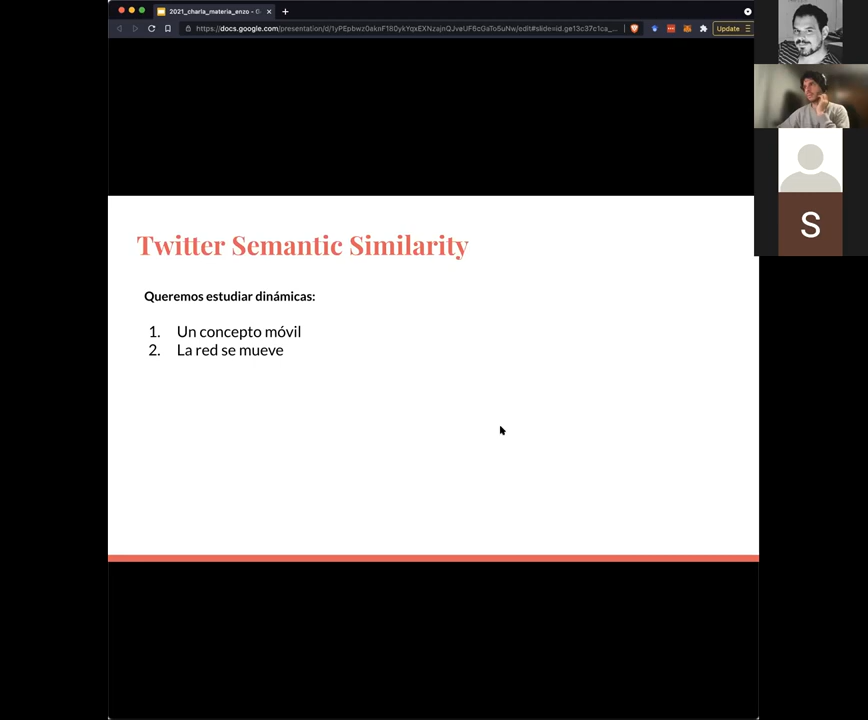 2021_charla_materia_enzo - G
Update
Twitter Semantic Similarity
Queremos estudiar dinámicas:
1. Un concepto móvil
2. La red se mueve
S